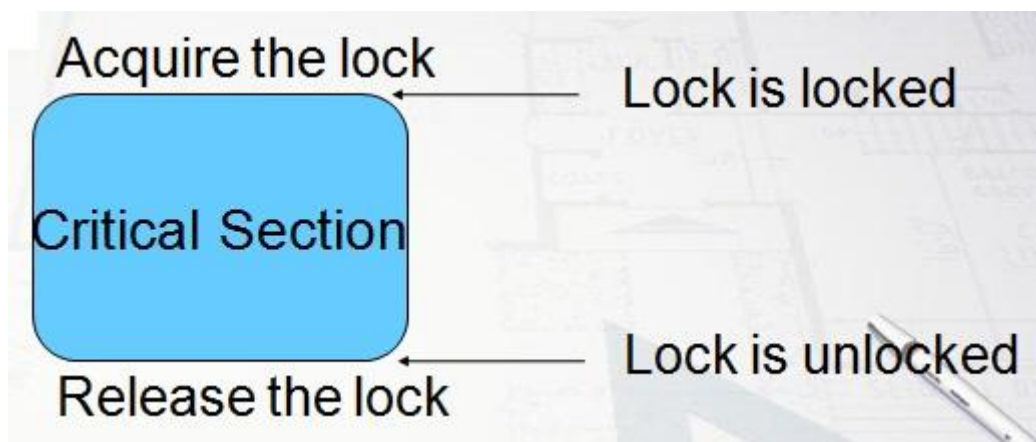 Acquire the lock
Lock is locked
Critical Section
Lock is unlocked
Release the lock